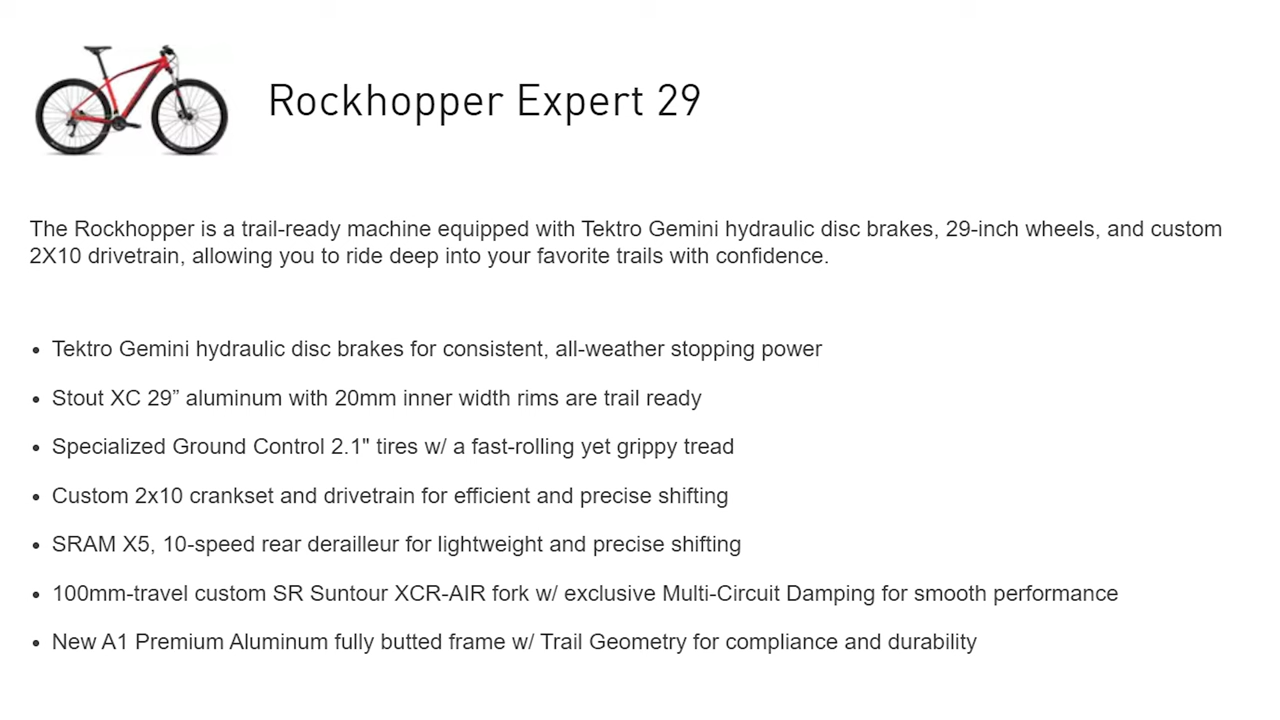 Rockhopper Expert 29
The Rockhopper is a trail-ready machine equipped with Tektro Gemini hydraulic disc brakes, 29-inch wheels, and custom
2X10 drivetrain, allowing you to ride deep into your favorite trails with confidence.
• Tektro Gemini hydraulic disc brakes for consistent, all-weather stopping power
• Stout XC 29” aluminum with 20mm inner width rims are trail ready
• Specialized Ground Control 2.1" tires w/ a fast-rolling yet grippy tread
• Custom 2x10 crankset and drivetrain for efficient and precise shifting
• SRAM X5, 10-speed rear derailleur for lightweight and precise shifting
• 100mm-travel custom SR Suntour XCR-AIR fork w/ exclusive Multi-Circuit Damping for smooth performance
• New A1 Premium Aluminum fully butted frame w/ Trail Geometry for compliance and durability